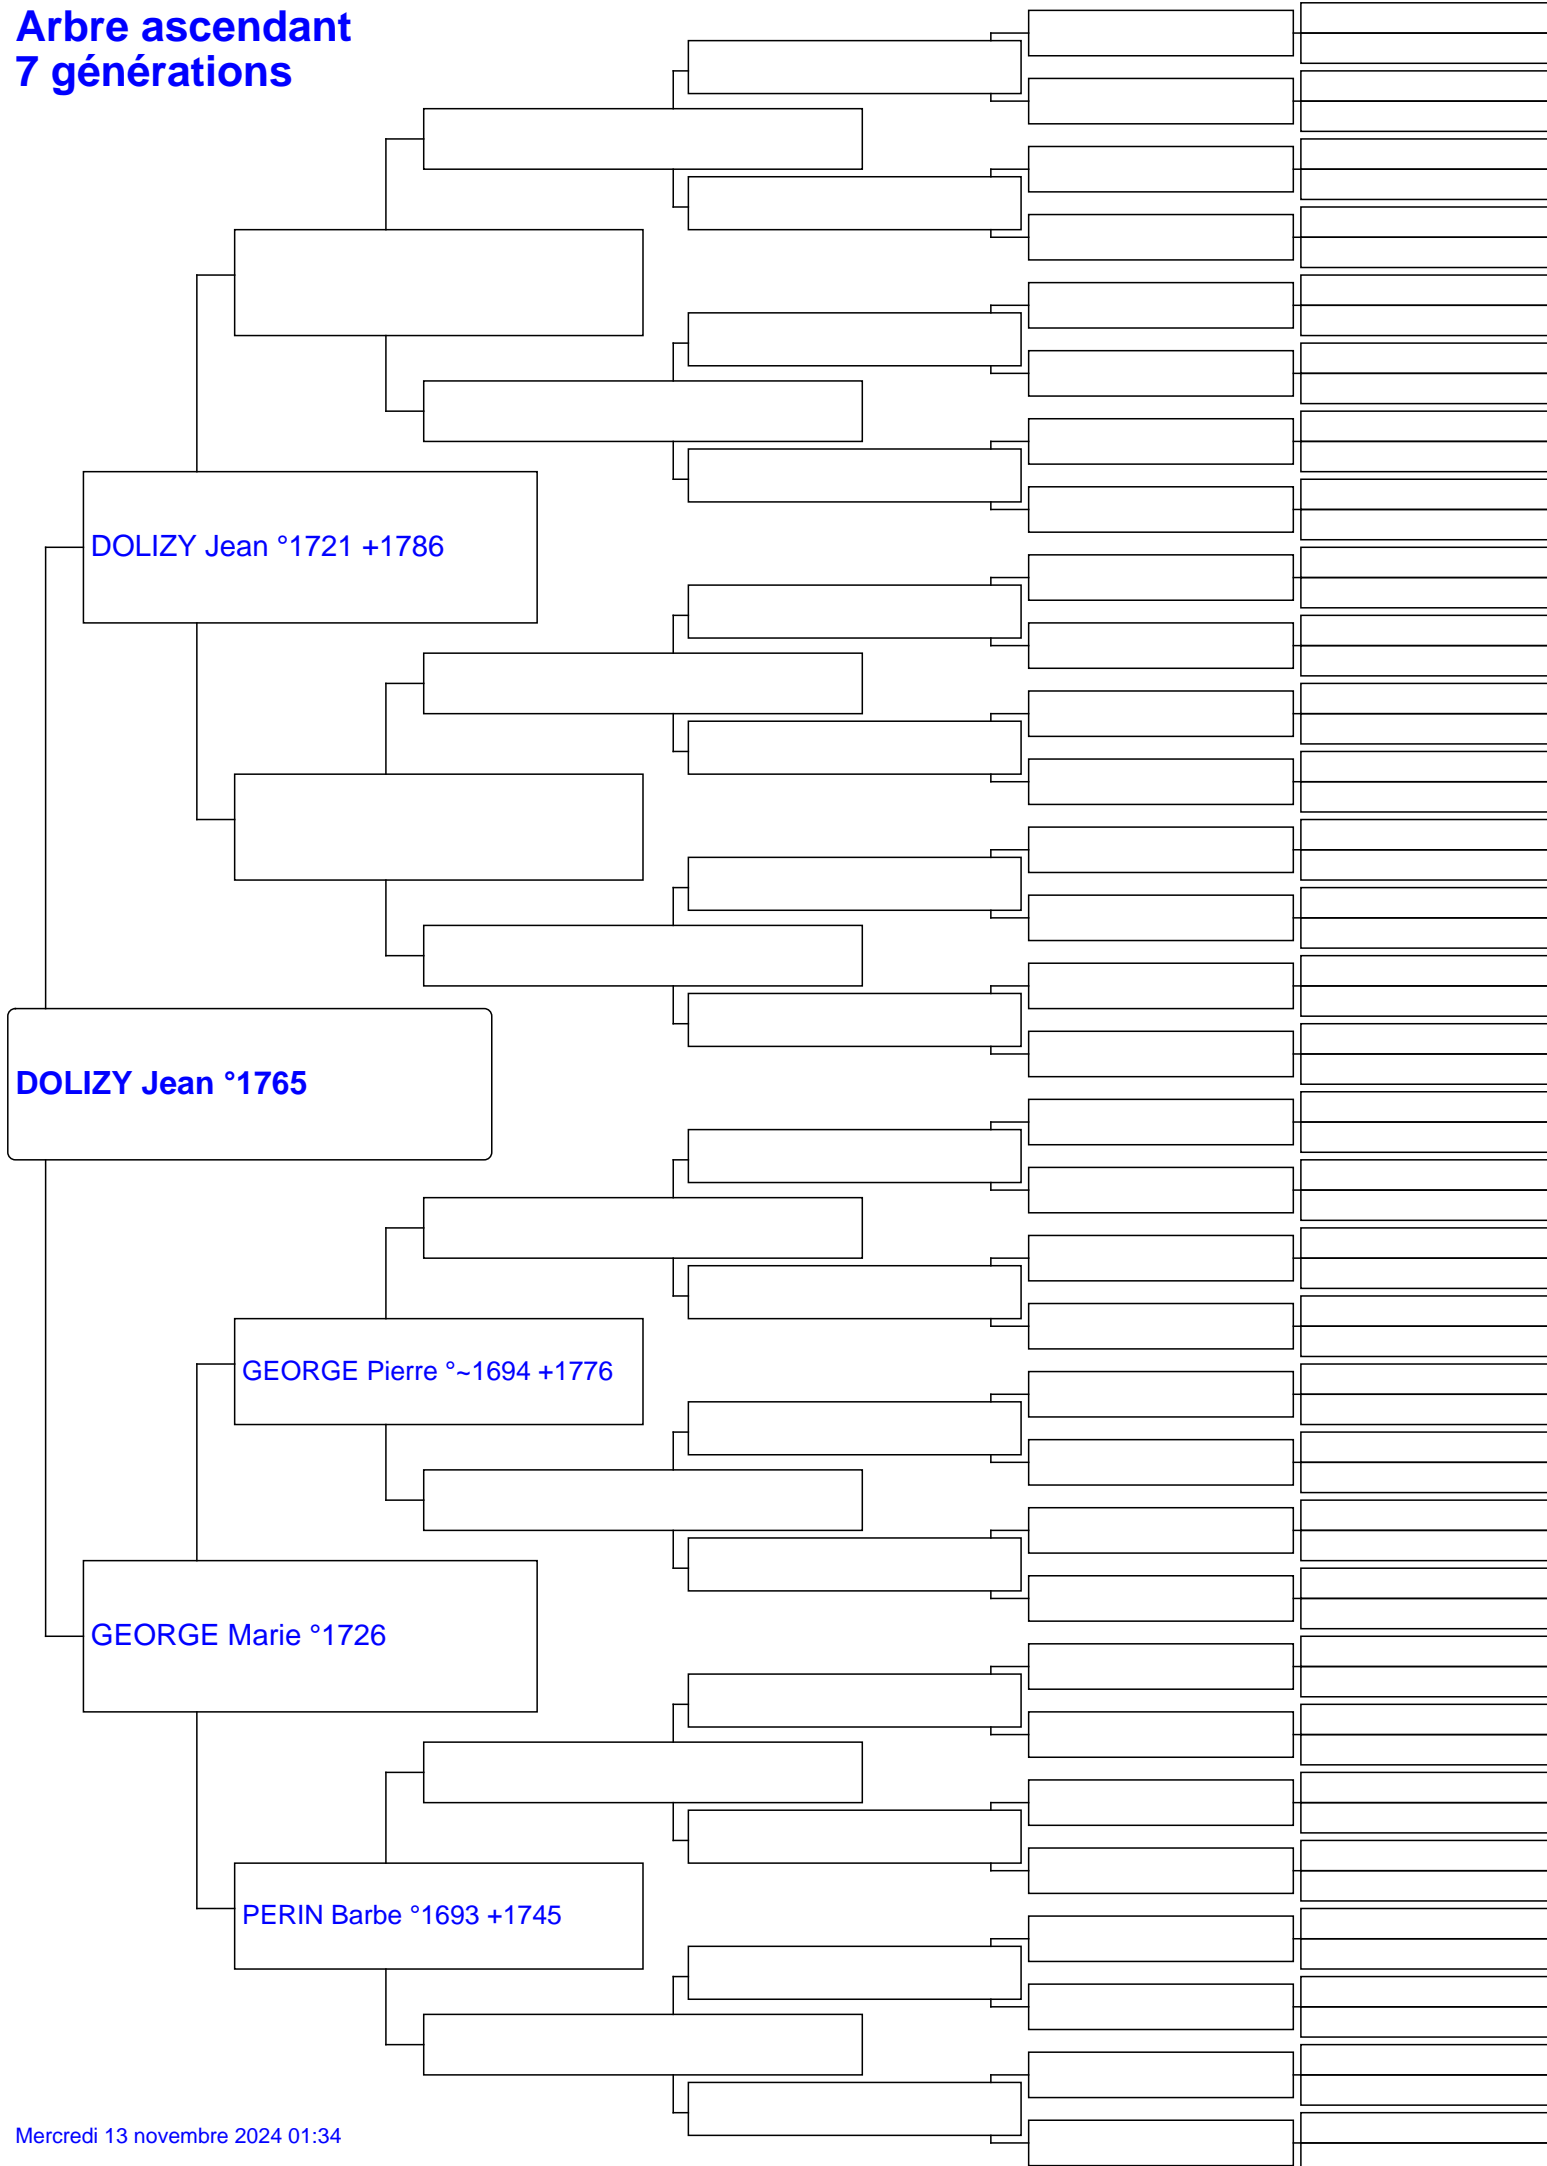 Arbre ascendant
7 générations
DOLIZY Jean °1721 +1786
DOLIZY Jean °1765
GEORGE Pierre °~1694 +1776
GEORGE Marie °1726
PERIN Barbe °1693 +1745
Mercredi 13 novembre 2024 01:34